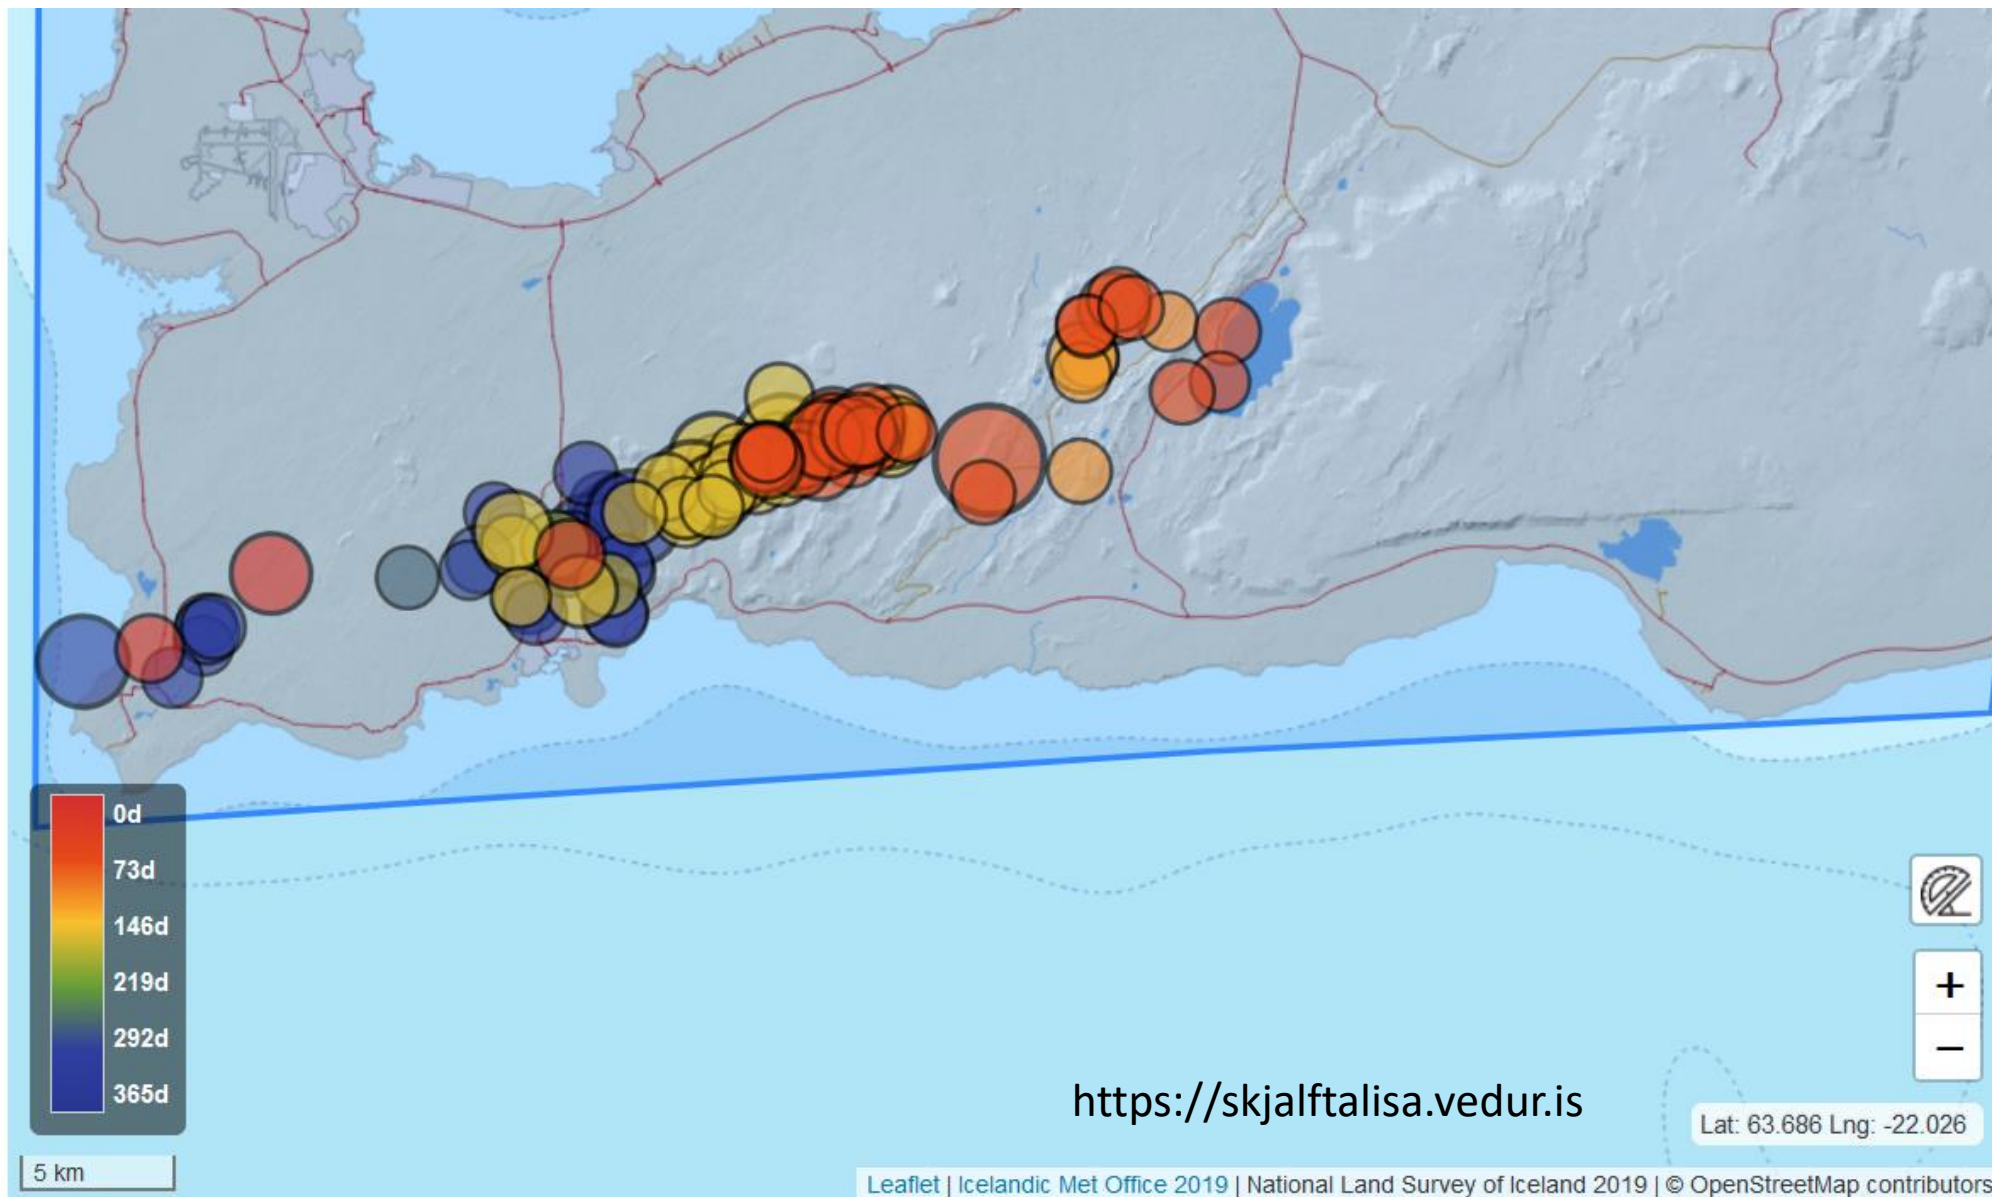 0d
73d
146d
219d
292d
365d
5 km
https://skjalftalisa.vedur.is
+
−
Lat: 63.686 Lng: -22.026
Leaflet | Icelandic Met Office 2019 | National Land Survey of Iceland 2019 | © OpenStreetMap contributors